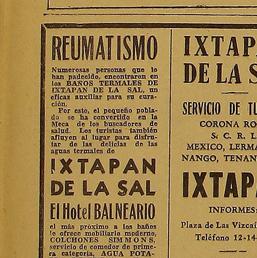 REUMATISMO
Numerosas personas que lo
han padecido, encontraron en
los BAÑOS TERMALES DE
IXTAPAN DE LA SAL, un
eficas auxiliar para su cura-
ción.
Por esto, el pequeño pobla-
do se ha convertido en la
Meca de los buscadores de
salud. Los turistas también
afluyen al lugar para disfru-
tar de las delicias de las
aguas termales de
IXTAPAN
DE LA SAL
El Hotel BALNEARIO
el más próximo a los baños
le ofrece mobiliario moderno,
COLCHONES SIMMONS,
servicio de comedor de prime-
ra categoría, AGUA POTA-
IXTAPAN
DE LA S
SERVICIO DE TU
CORONA RO
S. C. R. L
MEXICO, LERMA
NANGO, TENAN
IXTAPA
INFORMES:
Plaza de Las Vizcaí
Teléfono 12-14